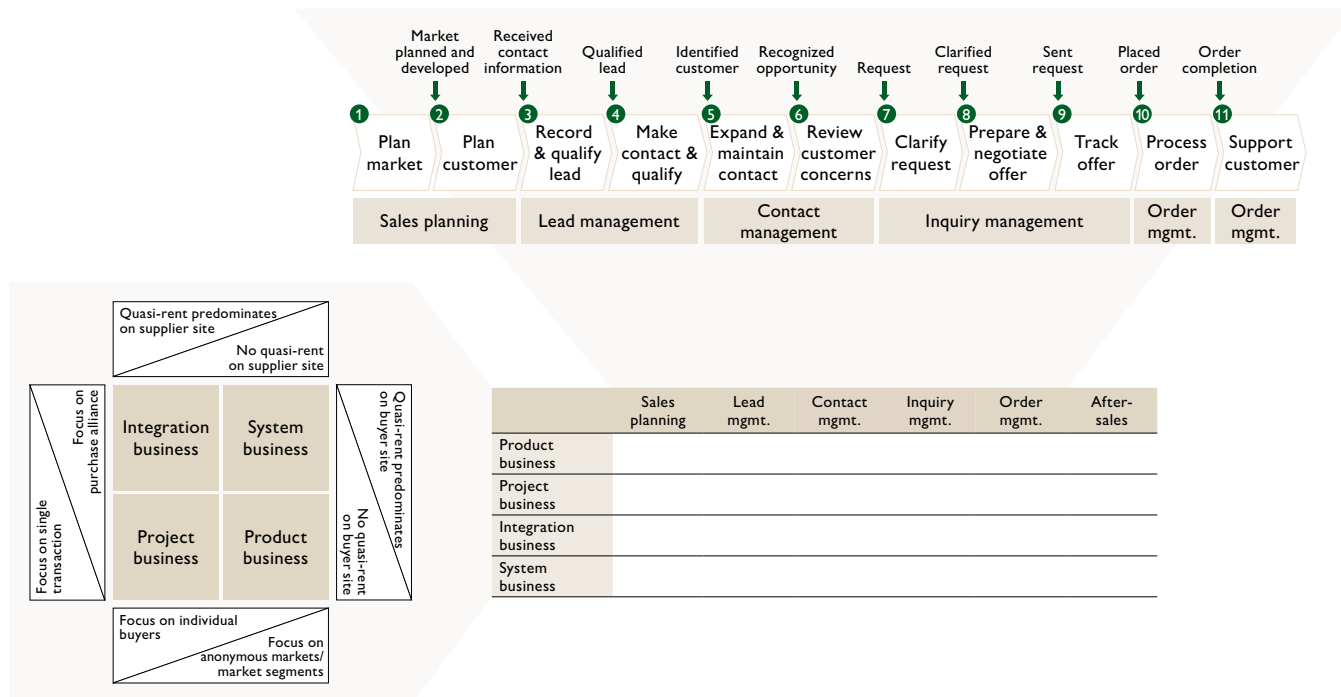 Market
planned and
developed
Received
contact
information
Qualified
lead
Identified
customer
Recognized
opportunity
Request
Clarified
request
Sent
request
Placed
order
Order
completion
1
2
3
4
5
6
7
8
9
10
11
Plan
market
Plan
customer
Record
& qualify
lead
Make
contact &
qualify
Expand &
maintain
contact
Review
customer
concerns
Clarify
request
Prepare &
negotiate
offer
Track
offer
Process
order
Support
customer
Sales planning
Lead management
Contact
management
Inquiry management
Order
mgmt.
Order
mgmt.
Quasi-rent predominates
on supplier site
No quasi-rent
on supplier site
Focus on
purchase alliance
Focus on single
transaction
Integration
business
System
business
Project
business
Product
business
Quasi-rent predominates
on buyer site
No quasi-rent
on buyer site
Focus on individual
buyers
Focus on
anonymous markets/
market segments
Sales
planning
Lead
mgmt.
Contact
mgmt.
Inquiry
mgmt.
Order
mgmt.
After-
sales
Product
business
Project
business
Integration
business
System
business